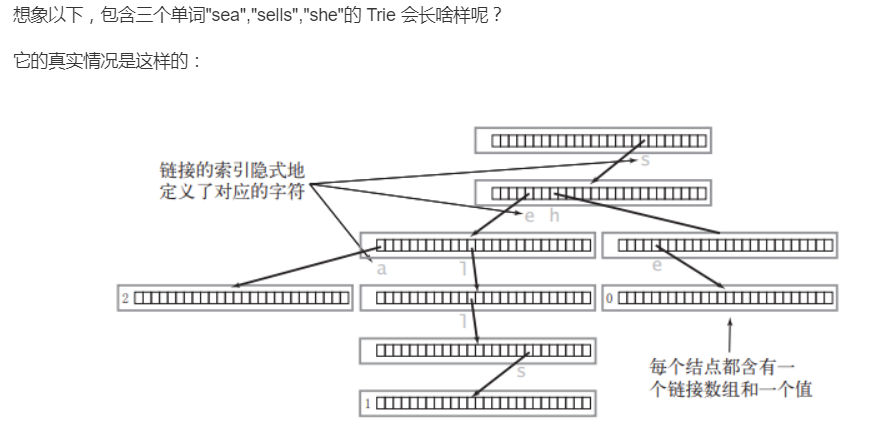 想象以下，包含三个单词"sea","sells","she"的 Trie 会长啥样呢？
它的真实情况是这样的：
链接的索引隐式地
定义了对应的字符
s
e h
a
l
e
2
0
l
s
1
每个结点都含有一
个链接数组和一个值